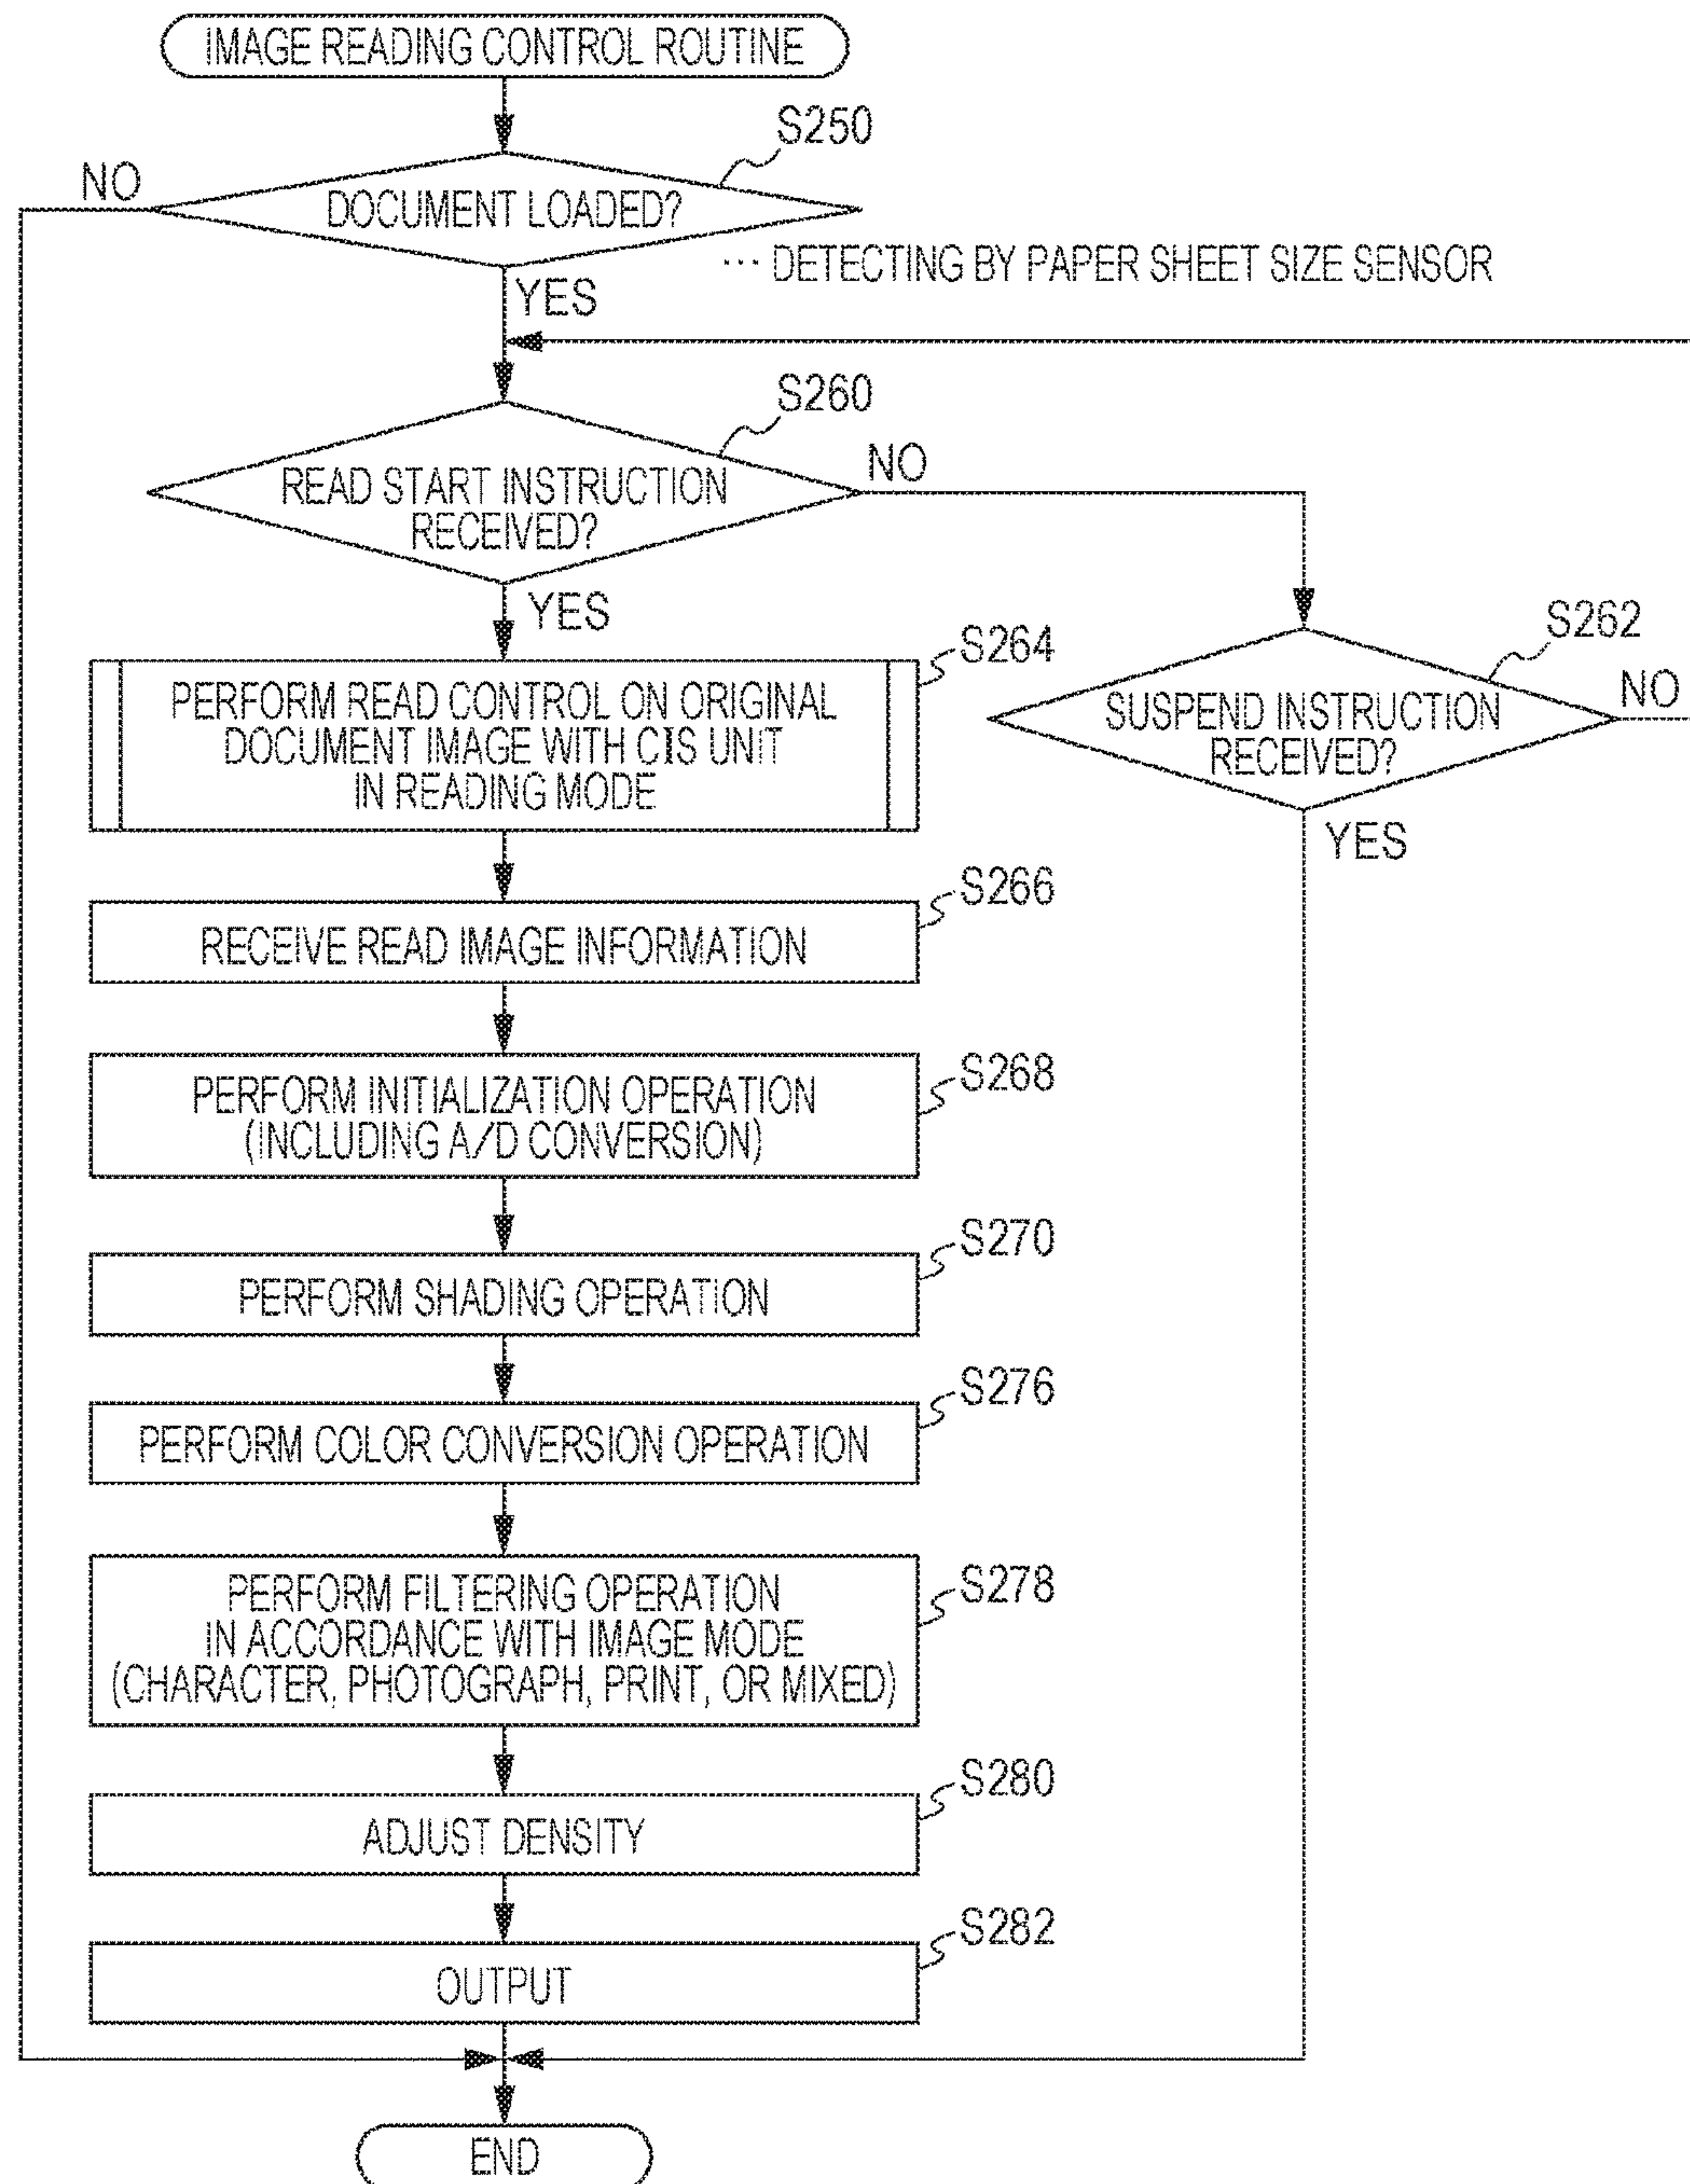 IMAGE READING CONTROL ROUTINE
S250
NO
DOCUMENT LOADED?
··· DETECTING BY PAPER SHEET SIZE SENSOR
YES
S260
READ START INSTRUCTION
RECEIVED?
NO
YES
S262
SUSPEND INSTRUCTION
RECEIVED?
NO
YES
S264
PERFORM READ CONTROL ON ORIGINAL
DOCUMENT IMAGE WITH CIS UNIT
IN READING MODE
S266
RECEIVE READ IMAGE INFORMATION
S268
PERFORM INITIALIZATION OPERATION
(INCLUDING A/D CONVERSION)
S270
PERFORM SHADING OPERATION
S276
PERFORM COLOR CONVERSION OPERATION
S278
PERFORM FILTERING OPERATION
IN ACCORDANCE WITH IMAGE MODE
(CHARACTER, PHOTOGRAPH, PRINT, OR MIXED)
S280
ADJUST DENSITY
S282
OUTPUT
END